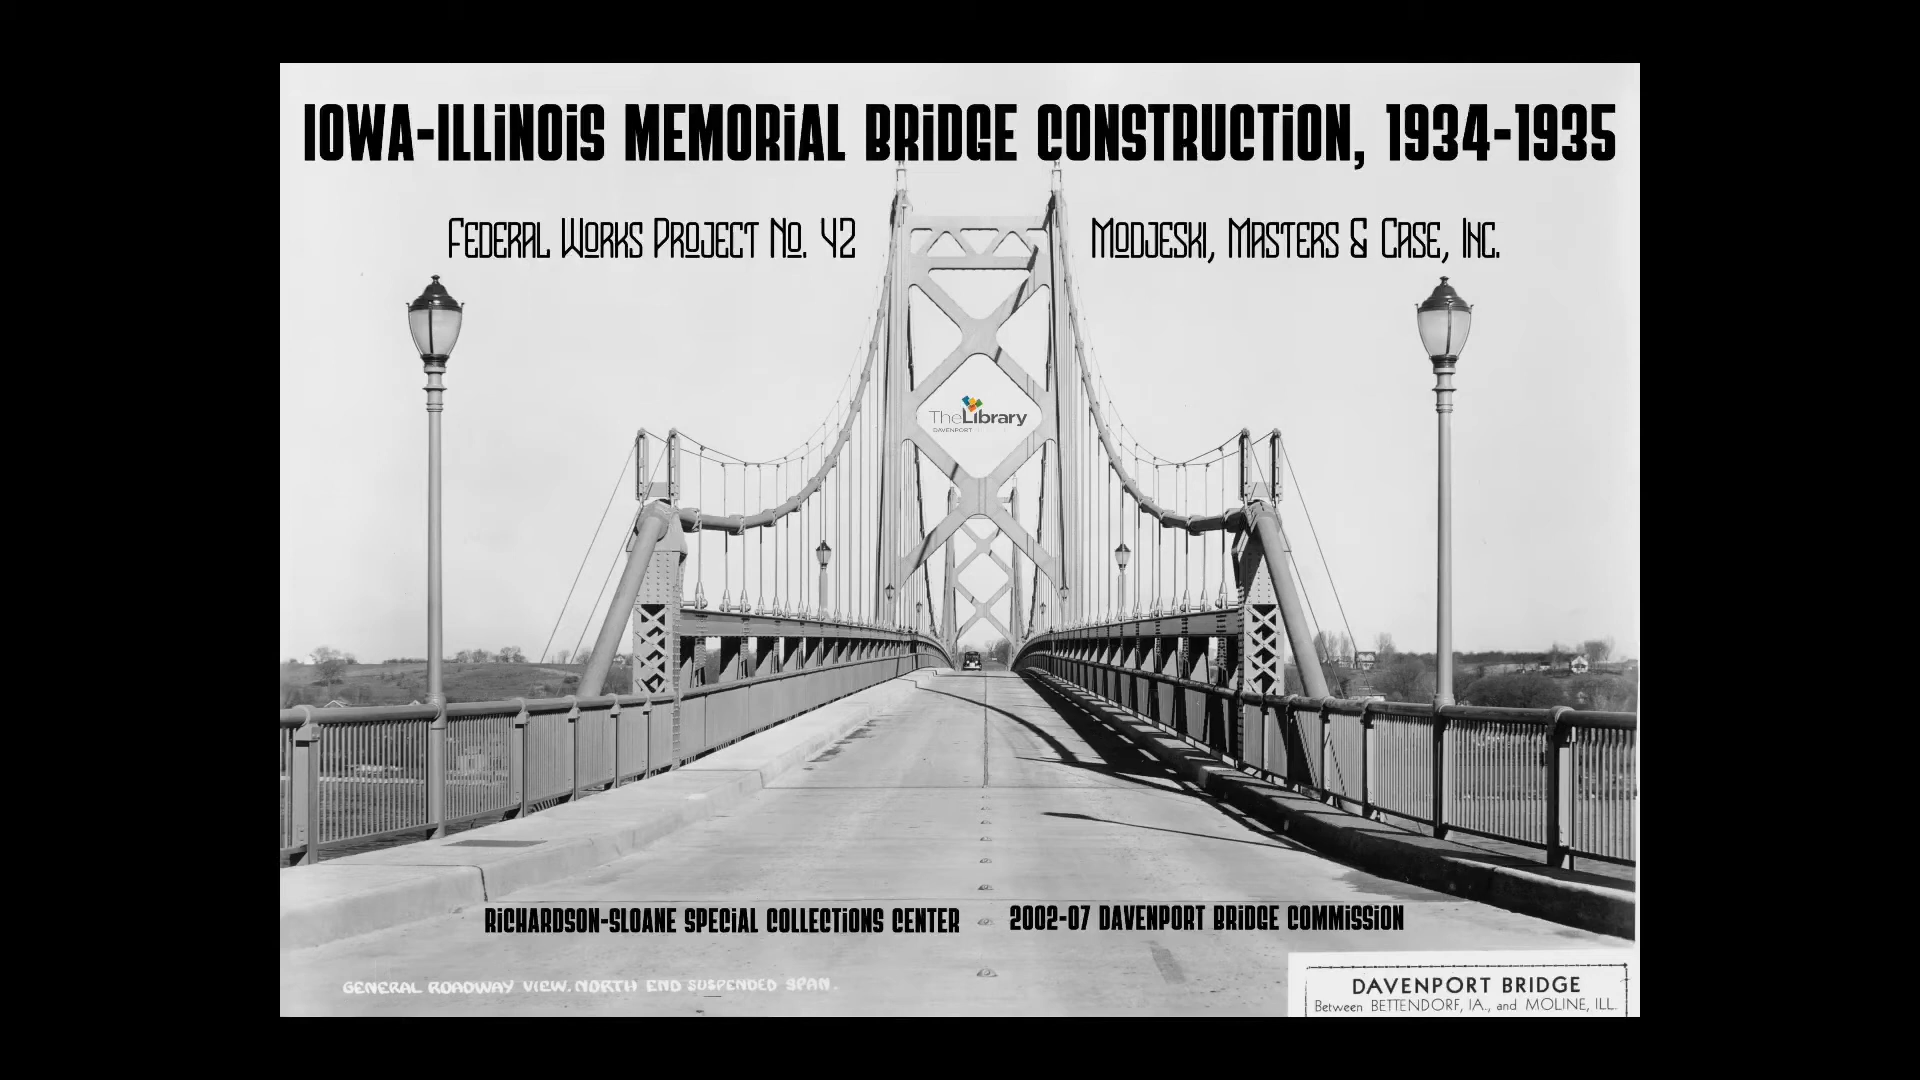 IOWA-ILLINOIS MEMORIAL BRIDGE CONSTRUCTION, 1934-1935
FEDERAL WORKS PROJECT NO. 42
MODJESKI, MASTERS & CASE, INC.
TheLibrary
DAVENPORT
RICHARDSON-SLOANE SPECIAL COLLECTIONS CENTER
2002-07 DAVENPORT BRIDGE COMMISSION
GENERAL ROADWAY VIEW. NORTH END SUSPENDED SPAN.
DAVENPORT BRIDGE
Between BETTENDORF, IA., and MOLINE, ILL.